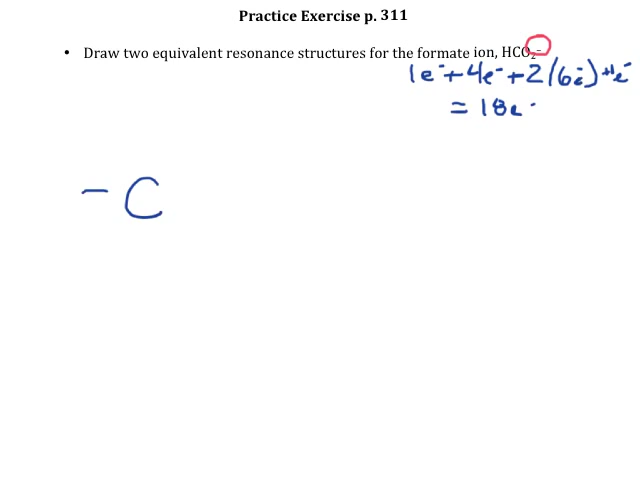 Practice Exercise p. 311
• Draw two equivalent resonance structures for the formate ion, HCO₂⁻
1e⁻ + 4e⁻ + 2(6e⁻) + 1e⁻
= 18e⁻
– C